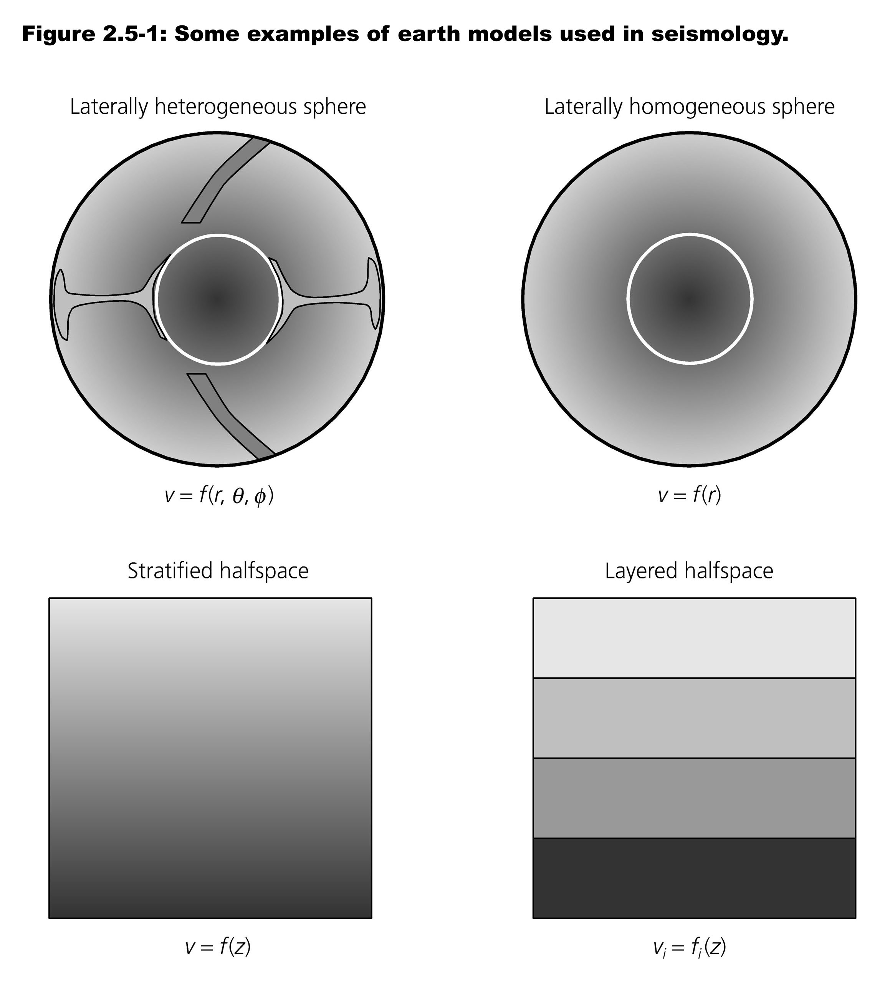 Figure 2.5-1: Some examples of earth models used in seismology.
Laterally heterogeneous sphere
Laterally homogeneous sphere
v = f(r, θ, ϕ)
v = f(r)
Stratified halfspace
Layered halfspace
v = f(z)
vᵢ = fᵢ(z)